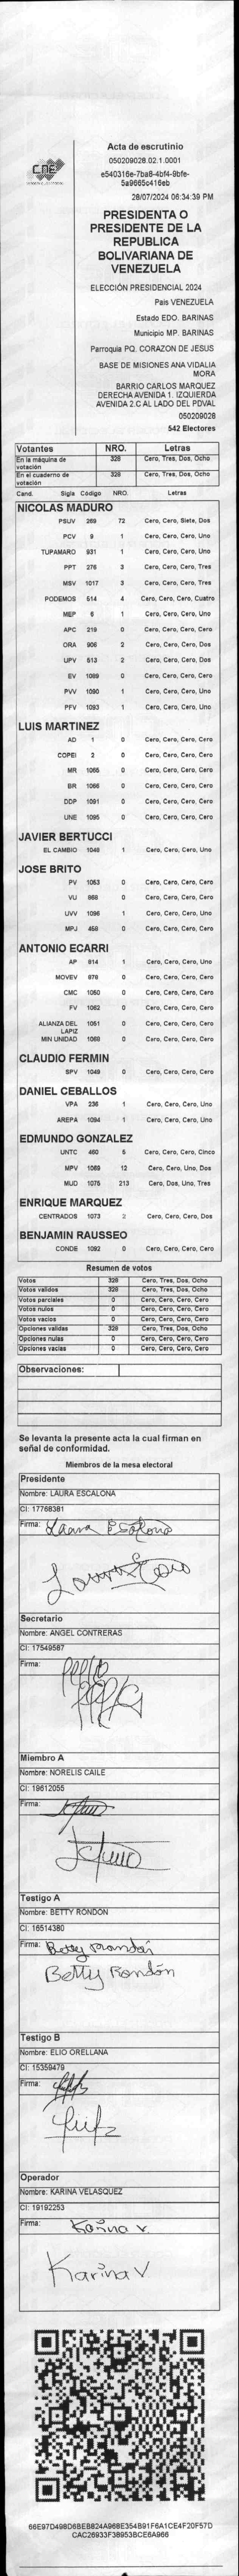 CNE
Acta de escrutinio
050209028.02.1.0001
e540316e-7ba8-4bf4-9bfe-
5a9665c416eb
28/07/2024 06:34:39 PM
PRESIDENTA O
PRESIDENTE DE LA
REPUBLICA
BOLIVARIANA DE
VENEZUELA
ELECCIÓN PRESIDENCIAL 2024
Pais VENEZUELA
Estado EDO. BARINAS
Municipio MP. BARINAS
Parroquia PQ. CORAZON DE JESUS
BASE DE MISIONES ANA VIDALIA
MORA
BARRIO CARLOS MARQUEZ
DERECHA AVENIDA 1. IZQUIERDA
AVENIDA 2.C AL LADO DEL PDVAL
050209028
542 Electores
Votantes NRO. Letras
En la máquina de votación 328 Cero, Tres, Dos, Ocho
En el cuaderno de votación 328 Cero, Tres, Dos, Ocho
Cand. Sigla Código NRO. Letras
NICOLAS MADURO
PSUV 269 72 Cero, Cero, Siete, Dos
PCV 9 1 Cero, Cero, Cero, Uno
TUPAMARO 931 1 Cero, Cero, Cero, Uno
PPT 276 3 Cero, Cero, Cero, Tres
MSV 1017 3 Cero, Cero, Cero, Tres
PODEMOS 514 4 Cero, Cero, Cero, Cuatro
MEP 6 1 Cero, Cero, Cero, Uno
APC 219 0 Cero, Cero, Cero, Cero
ORA 906 2 Cero, Cero, Cero, Dos
UPV 513 2 Cero, Cero, Cero, Dos
EV 1089 0 Cero, Cero, Cero, Cero
PVV 1090 1 Cero, Cero, Cero, Uno
PFV 1093 1 Cero, Cero, Cero, Uno
LUIS MARTINEZ
AD 1 0 Cero, Cero, Cero, Cero
COPEI 2 0 Cero, Cero, Cero, Cero
MR 1065 0 Cero, Cero, Cero, Cero
BR 1066 0 Cero, Cero, Cero, Cero
DDP 1091 0 Cero, Cero, Cero, Cero
UNE 1095 0 Cero, Cero, Cero, Cero
JAVIER BERTUCCI
EL CAMBIO 1048 1 Cero, Cero, Cero, Uno
JOSE BRITO
PV 1053 0 Cero, Cero, Cero, Cero
VU 868 0 Cero, Cero, Cero, Cero
UVV 1096 1 Cero, Cero, Cero, Uno
MPJ 458 0 Cero, Cero, Cero, Cero
ANTONIO ECARRI
AP 814 1 Cero, Cero, Cero, Uno
MOVEV 878 0 Cero, Cero, Cero, Cero
CMC 1050 0 Cero, Cero, Cero, Cero
FV 1062 0 Cero, Cero, Cero, Cero
ALIANZA DEL LAPIZ 1051 0 Cero, Cero, Cero, Cero
MIN UNIDAD 1068 0 Cero, Cero, Cero, Cero
CLAUDIO FERMIN
SPV 1049 0 Cero, Cero, Cero, Cero
DANIEL CEBALLOS
VPA 236 1 Cero, Cero, Cero, Uno
AREPA 1094 1 Cero, Cero, Cero, Uno
EDMUNDO GONZALEZ
UNTC 460 5 Cero, Cero, Cero, Cinco
MPV 1069 12 Cero, Cero, Uno, Dos
MUD 1075 213 Cero, Dos, Uno, Tres
ENRIQUE MARQUEZ
CENTRADOS 1073 2 Cero, Cero, Cero, Dos
BENJAMIN RAUSSEO
CONDE 1092 0 Cero, Cero, Cero, Cero
Resumen de votos
Votos 328 Cero, Tres, Dos, Ocho
Votos validos 328 Cero, Tres, Dos, Ocho
Votos parciales 0 Cero, Cero, Cero, Cero
Votos nulos 0 Cero, Cero, Cero, Cero
Votos vacios 0 Cero, Cero, Cero, Cero
Opciones validas 328 Cero, Tres, Dos, Ocho
Opciones nulas 0 Cero, Cero, Cero, Cero
Opciones vacias 0 Cero, Cero, Cero, Cero
Observaciones:
Se levanta la presente acta la cual firman en
señal de conformidad.
Miembros de la mesa electoral
Presidente
Nombre: LAURA ESCALONA
CI: 17768381
Firma: Laura Escalona
Secretario
Nombre: ANGEL CONTRERAS
CI: 17549587
Firma:
Miembro A
Nombre: NORELIS CAILE
CI: 19612055
Firma:
Testigo A
Nombre: BETTY RONDON
CI: 16514380
Firma: Betty Rondón
Betty Rondón
Testigo B
Nombre: ELIO ORELLANA
CI: 15359479
Firma:
Operador
Nombre: KARINA VELASQUEZ
CI: 19192253
Firma: Karina V.
Karina V
66E97D498D6BEB824A968E354B91F6A1CE4F20F57D
CAC26933F38953BCE6A966